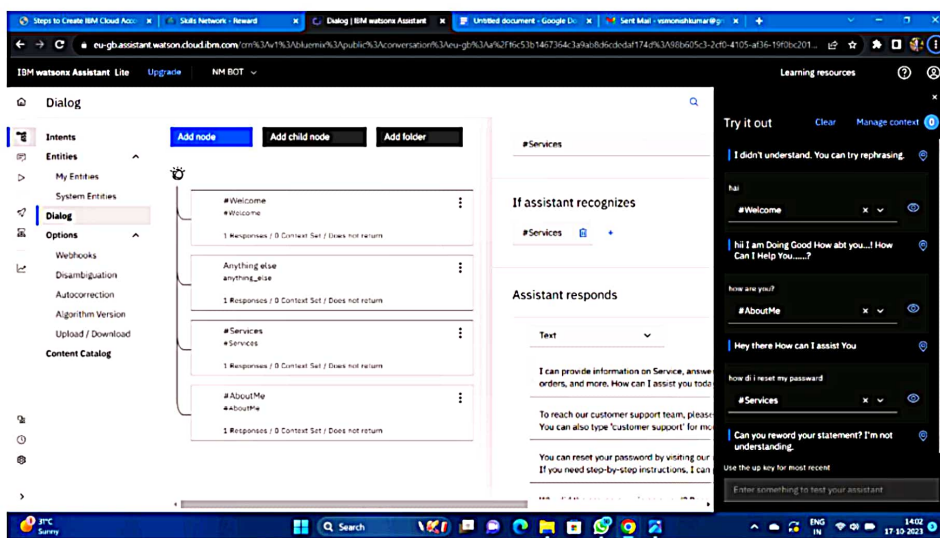 Steps to Create IBM Cloud Acco
Skills Network - Reward
Dialog | IBM watsonx Assistant
Untitled document - Google Do
Sent Mail - vsmonishkumar@g
IBM watsonx Assistant Lite
Upgrade
NM BOT
Learning resources
Dialog
Intents
Entities
My Entities
System Entities
Dialog
Options
Webhooks
Disambiguation
Autocorrection
Algorithm Version
Upload / Download
Content Catalog
Add node
Add child node
Add folder
#Welcome
#Welcome
1 Responses / 0 Context Set / Does not return
Anything else
anything_else
1 Responses / 0 Context Set / Does not return
#Services
#Services
1 Responses / 0 Context Set / Does not return
#AboutMe
#AboutMe
1 Responses / 0 Context Set / Does not return
#Services
If assistant recognizes
#Services
Assistant responds
Text
I can provide information on Service, answe
orders, and more. How can I assist you toda
To reach our customer support team, please
You can also type 'customer support' for mo
You can reset your password by visiting our
If you need step-by-step instructions, I can
Try it out
Clear
Manage context
0
I didn't understand. You can try rephrasing.
hai
#Welcome
hii I am Doing Good How abt you...! How
Can I Help You......?
how are you?
#AboutMe
Hey there How can I assist You
how di i reset my passward
#Services
Can you reword your statement? I'm not
understanding.
Use the up key for most recent
Enter something to test your assistant
31°C
Sunny
Search
ENG
IN
14:02
17-10-2023